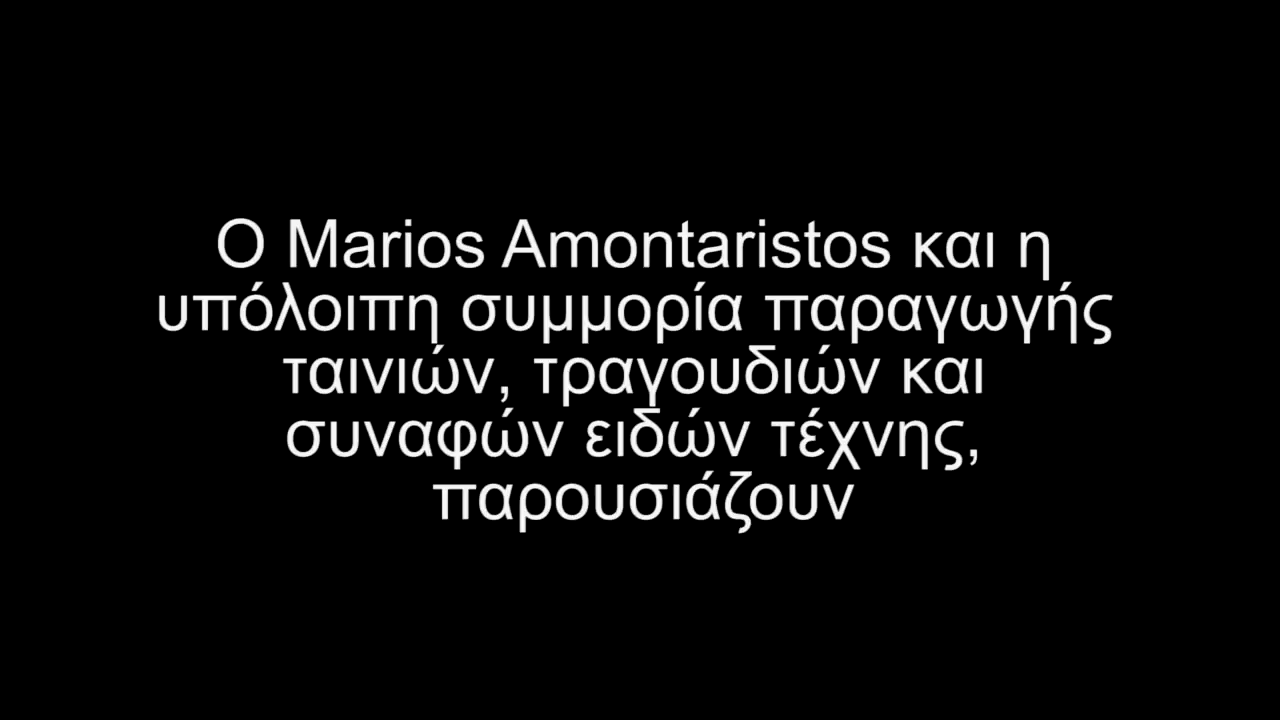 Ο Marios Amontaristos και η
υπόλοιπη συμμορία παραγωγής
ταινιών, τραγουδιών και
συναφών ειδών τέχνης,
παρουσιάζουν